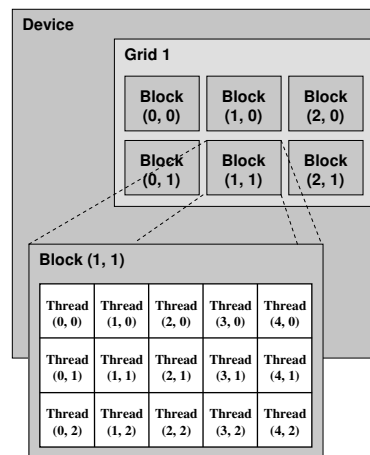 Device
Grid 1
Block Block Block
(0, 0) (1, 0) (2, 0)
Block Block Block
(0, 1) (1, 1) (2, 1)
Block (1, 1)
Thread Thread Thread Thread Thread
(0, 0) (1, 0) (2, 0) (3, 0) (4, 0)
Thread Thread Thread Thread Thread
(0, 1) (1, 1) (2, 1) (3, 1) (4, 1)
Thread Thread Thread Thread Thread
(0, 2) (1, 2) (2, 2) (3, 2) (4, 2)